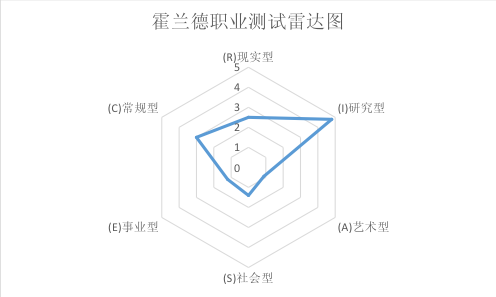 霍兰德职业测试雷达图
(R)现实型
5
(C)常规型
4
(I)研究型
3
2
1
0
(E)事业型
(A)艺术型
(S)社会型